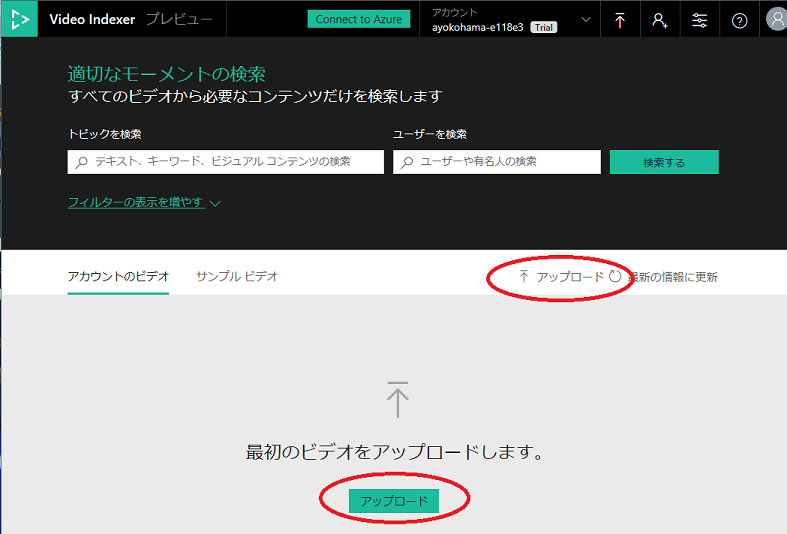 Video Indexer プレビュー
Connect to Azure
アカウント
ayokohama-e118e3 Trial
適切なモーメントの検索
すべてのビデオから必要なコンテンツだけを検索します
トピックを検索
ユーザーを検索
テキスト、キーワード、ビジュアル コンテンツの検索
ユーザーや有名人の検索
検索する
フィルターの表示を増やす
アカウントのビデオ
サンプル ビデオ
アップロード
最新の情報に更新
最初のビデオをアップロードします。
アップロード